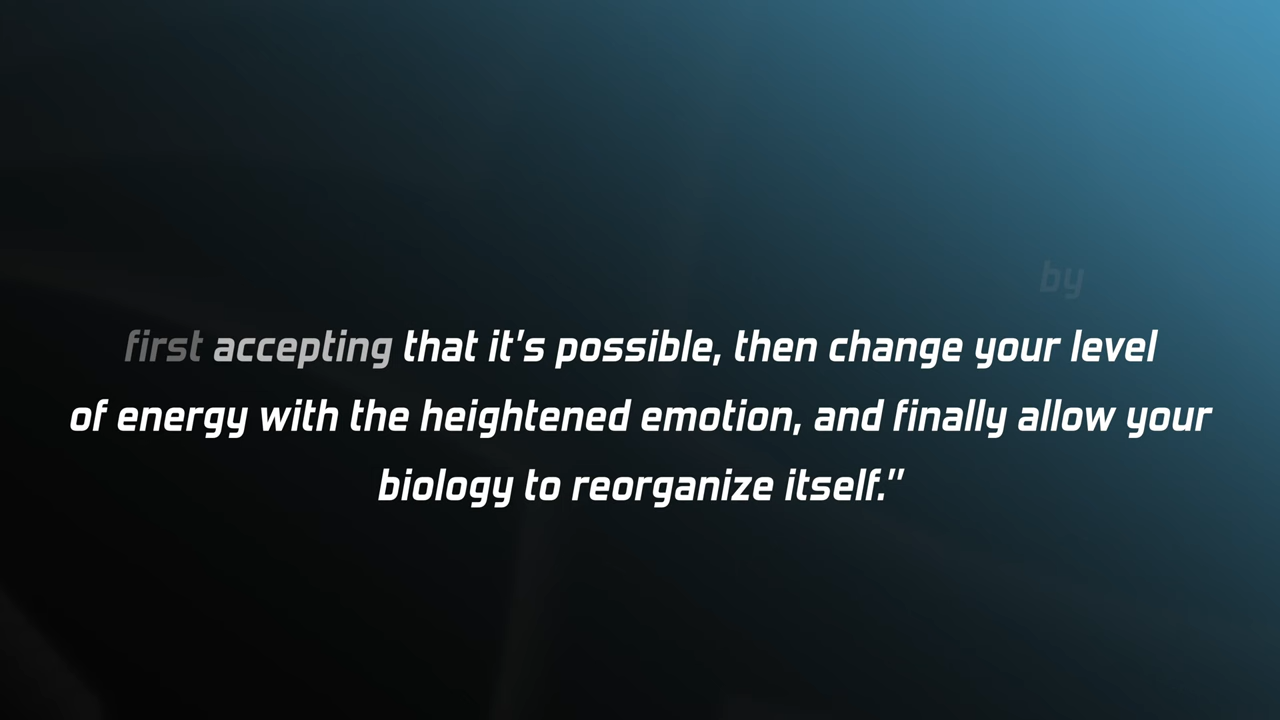 by
first accepting that it's possible, then change your level
of energy with the heightened emotion, and finally allow your
biology to reorganize itself."